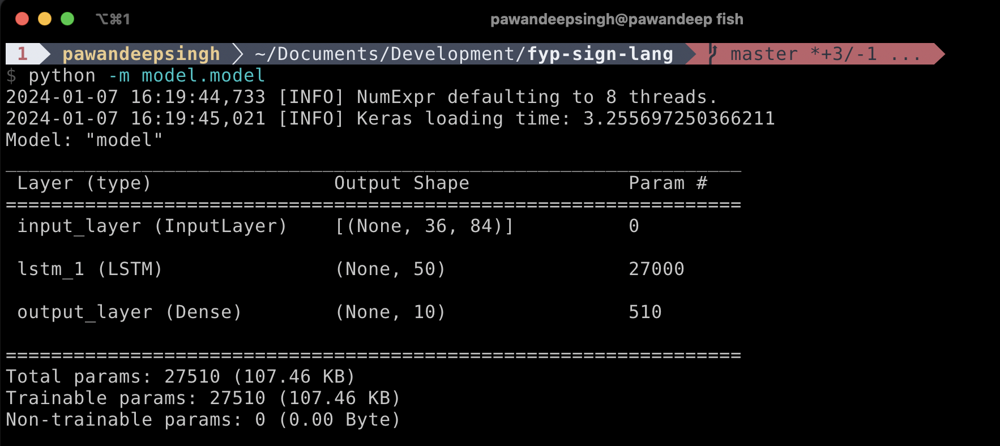 ⌥⌘1 pawandeepsingh@pawandeep fish
1 pawandeepsingh ~/Documents/Development/fyp-sign-lang master *+3/-1 ...
$ python -m model.model
2024-01-07 16:19:44,733 [INFO] NumExpr defaulting to 8 threads.
2024-01-07 16:19:45,021 [INFO] Keras loading time: 3.255697250366211
Model: "model"
_________________________________________________________________
Layer (type) Output Shape Param #
=================================================================
input_layer (InputLayer) [(None, 36, 84)] 0
lstm_1 (LSTM) (None, 50) 27000
output_layer (Dense) (None, 10) 510
=================================================================
Total params: 27510 (107.46 KB)
Trainable params: 27510 (107.46 KB)
Non-trainable params: 0 (0.00 Byte)